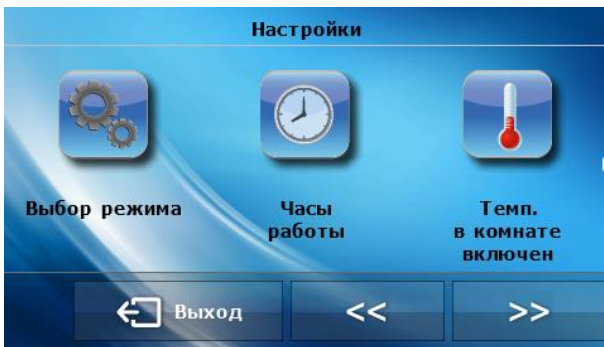 Настройки
Выбор режима
Часы
работы
Темп.
в комнате
включен
Выход
<<
>>